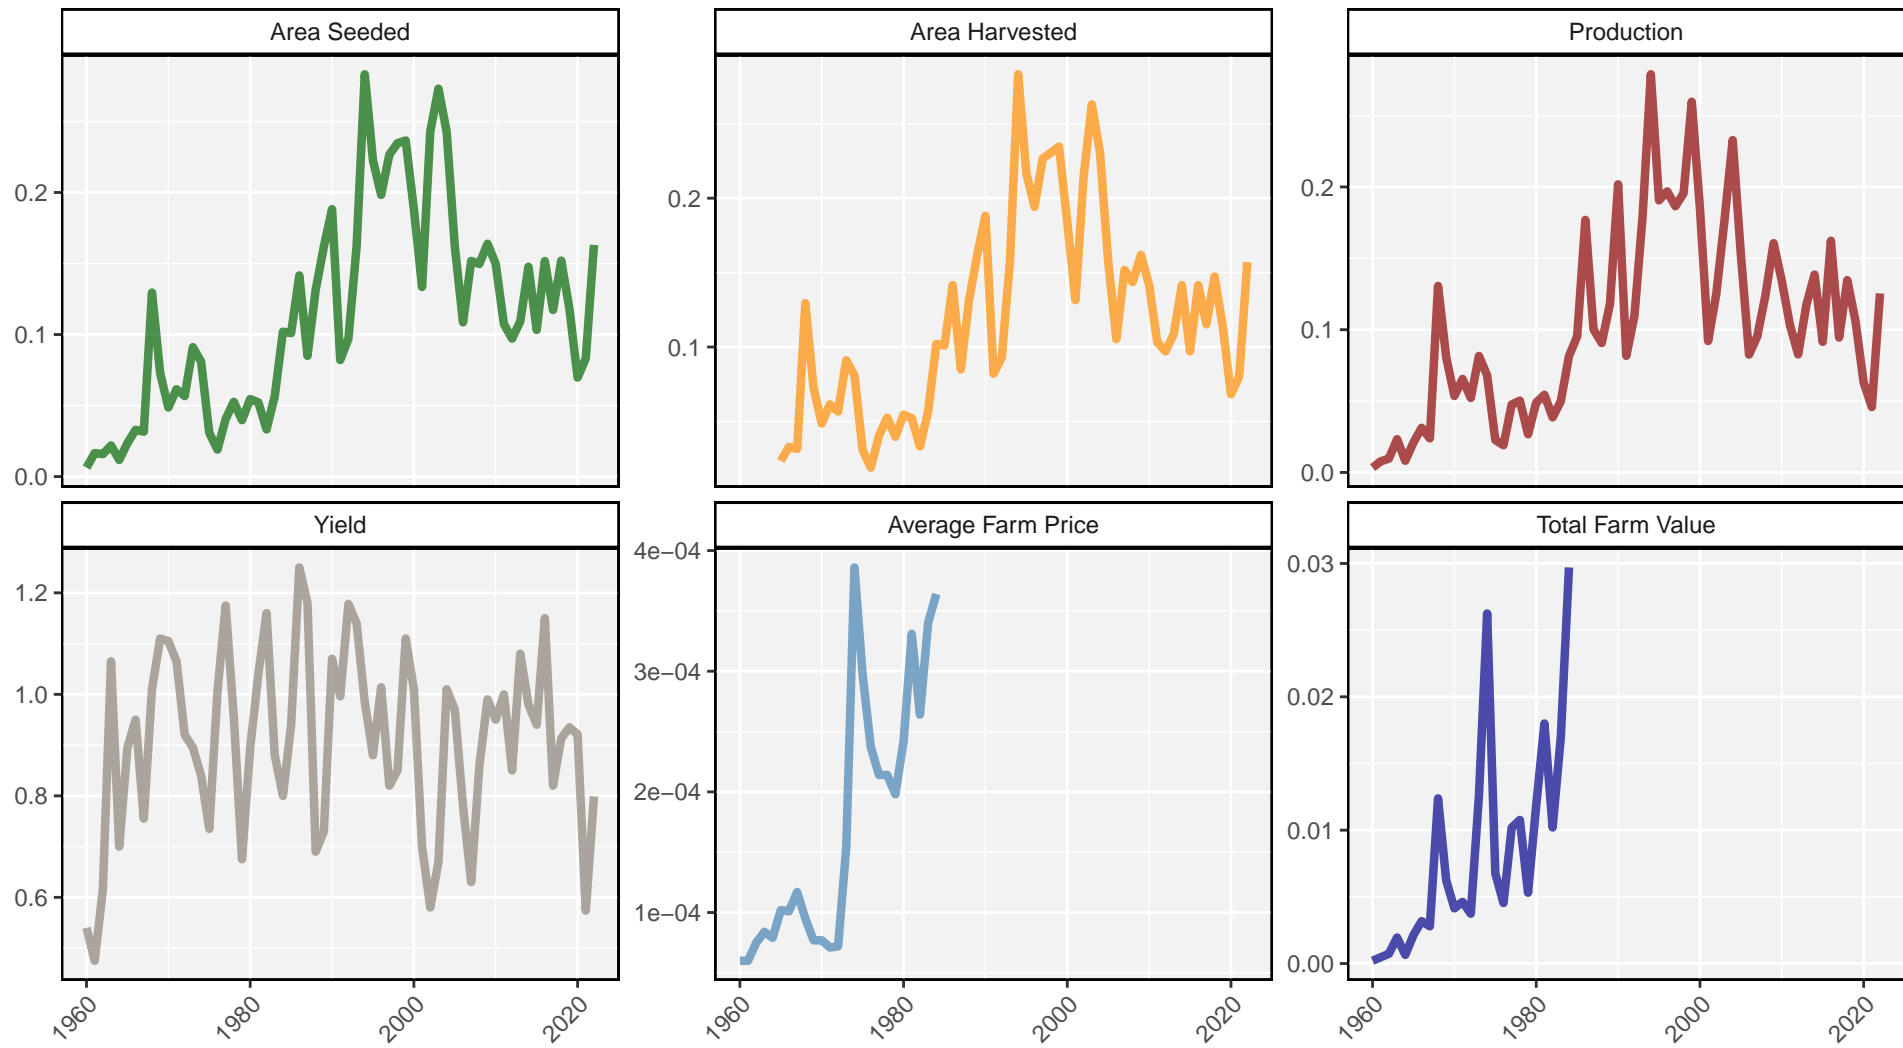 Area Seeded
Area Harvested
Production
0.2
0.1
0.0
0.2
0.1
0.2
0.1
0.0
Yield
Average Farm Price
Total Farm Value
1.2
1.0
0.8
0.6
4e−04
3e−04
2e−04
1e−04
0.03
0.02
0.01
0.00
1960
1980
2000
2020
1960
1980
2000
2020
1960
1980
2000
2020